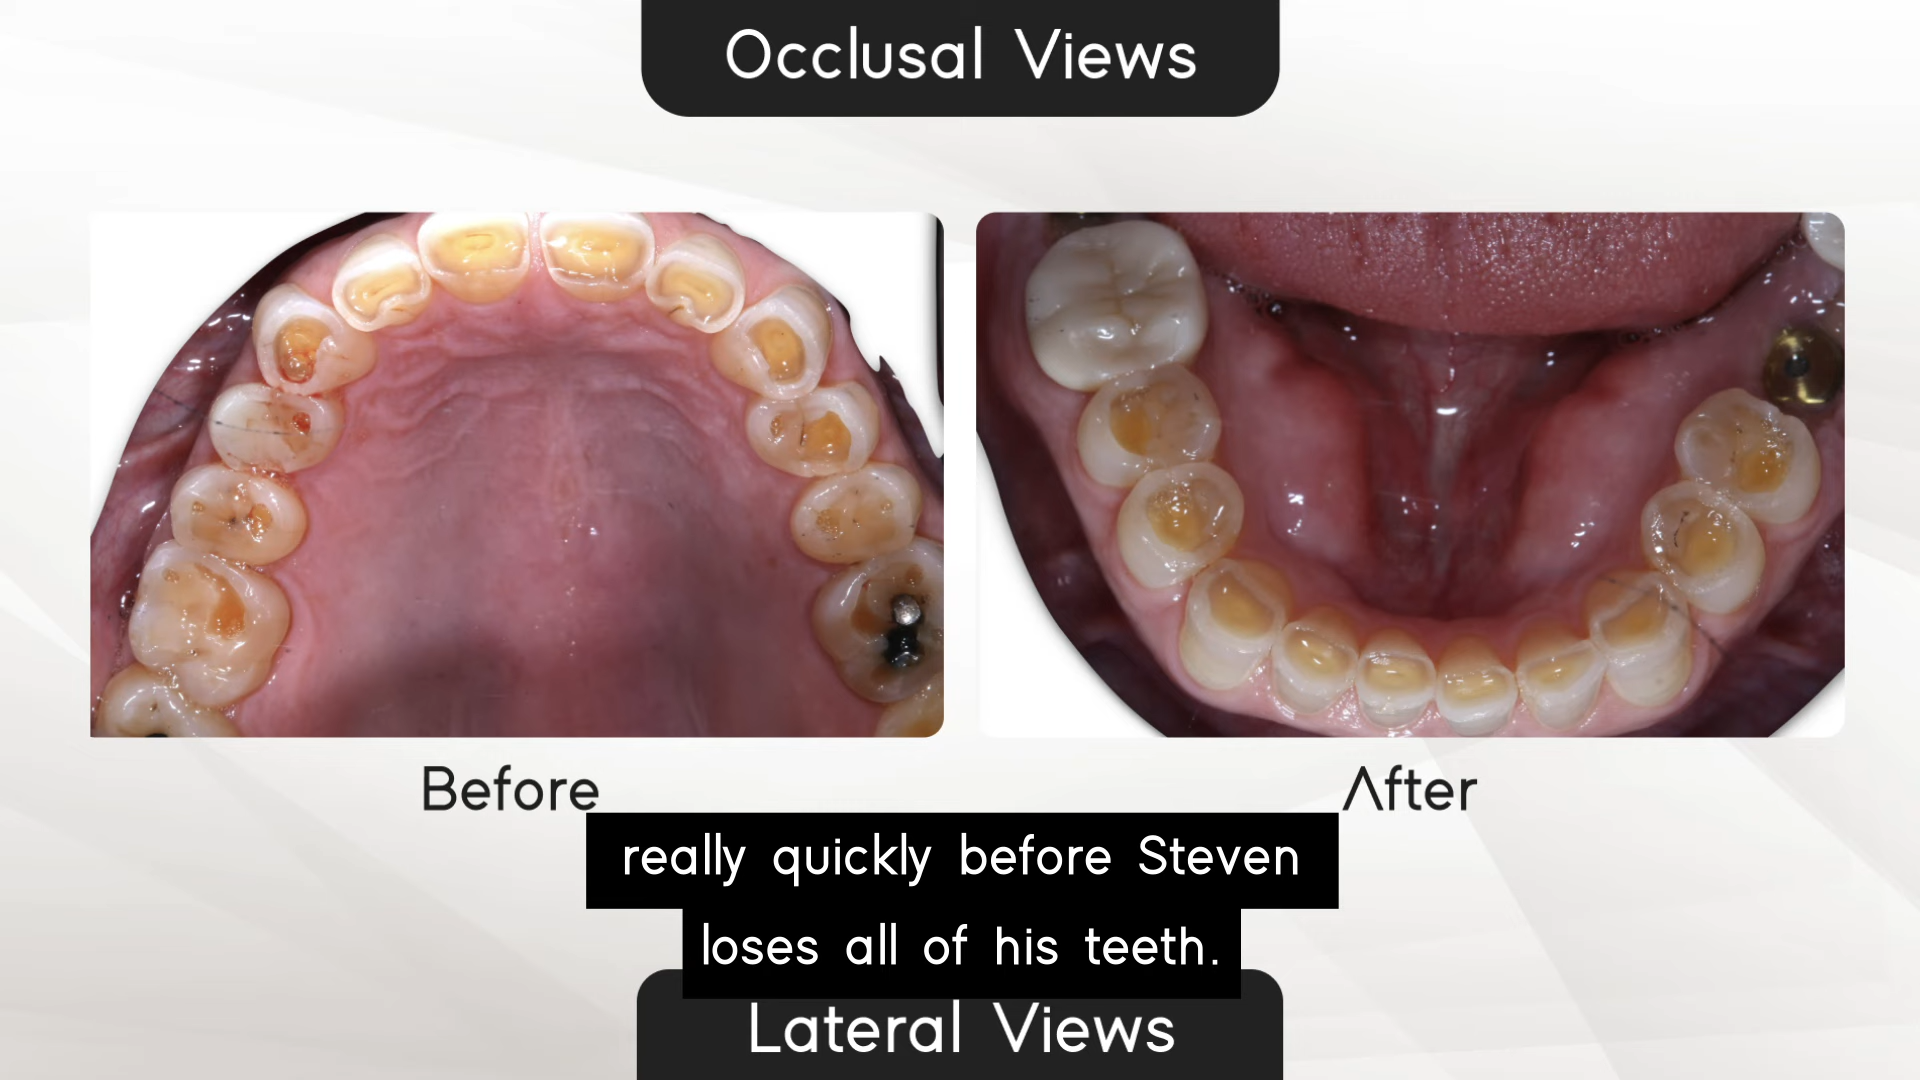 Occlusal Views
Before
After
really quickly before Steven
loses all of his teeth.
Lateral Views